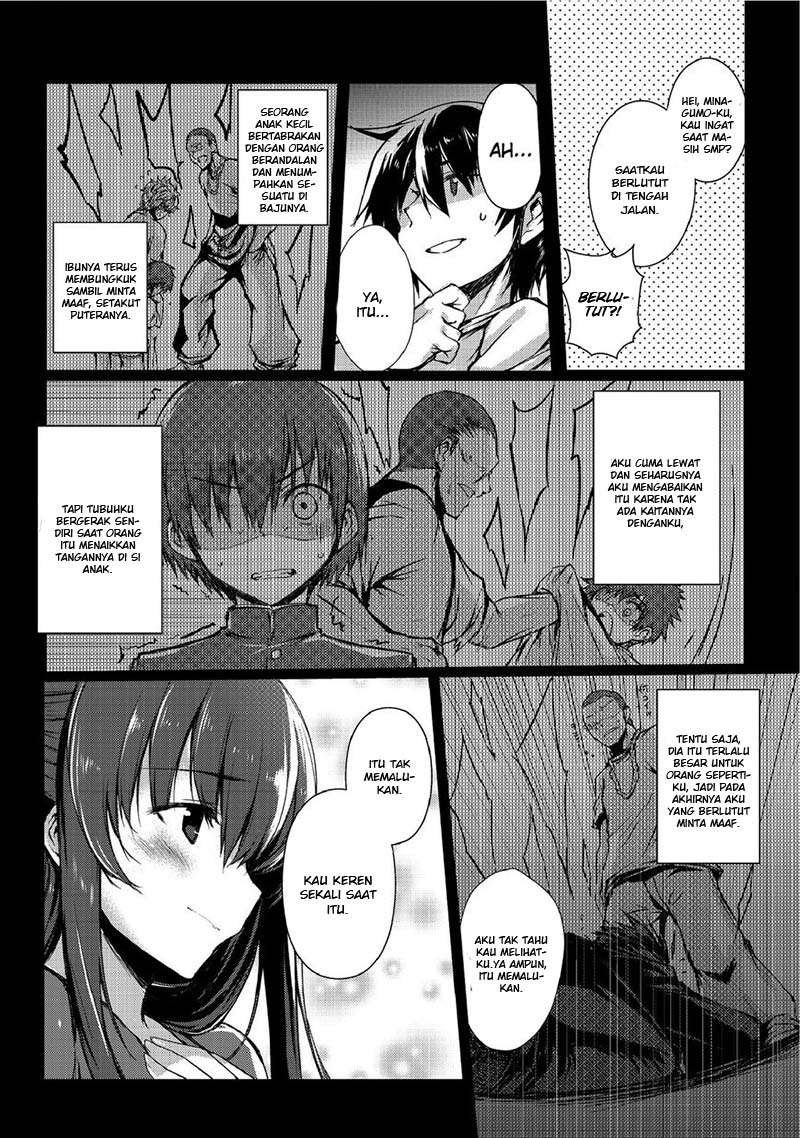 HEI, MINA-
GUMO-KU,
KAU INGAT
SAAT MA-
SIH SMP?
SAATKAU
BERLUTUT
DI TENGAH
JALAN.
BERLU-
TUT?!
AH...
YA,
ITU...
SEORANG
ANAK KECIL
BERTABRAKAN
DENGAN ORANG
BERANDALAN
DAN MENUM-
PAHKAN SE-
SUATU DI
BAJUNYA.
IBUNYA TERUS
MEMBUNGKUK
SAMBIL MINTA
MAAF, SETAKUT
PUTERANYA.
AKU CUMA LEWAT
DAN SEHARUSNYA
AKU MENGABAIKAN
ITU KARENA TAK
ADA KAITANNYA
DENGANKU,
TAPI TUBUHKU
BERGERAK SEN-
DIRI SAAT ORANG
ITU MENAIKKAN
TANGANNYA DI SI
ANAK.
TENTU SAJA,
DIA ITU TERLALU
BESAR UNTUK
ORANG SEPERTI-
KU, JADI PADA
AKHIRNYA AKU
YANG BERLUTUT
MINTA MAAF.
AKU TAK TAHU
KAU MELIHAT-
KU.YA AMPUN,
ITU MEMALU-
KAN.
ITU TAK
MEMALU-
KAN.
KAU KEREN
SEKALI SAAT
ITU.